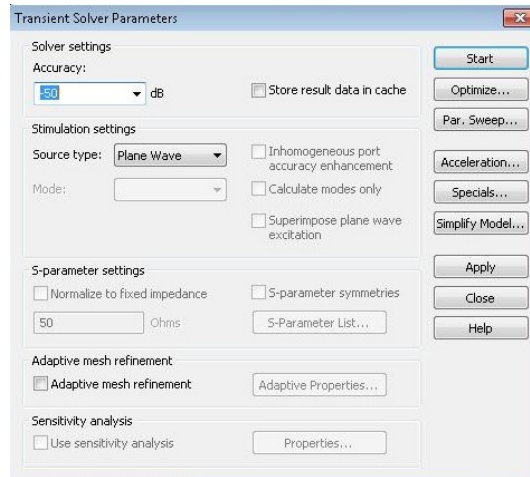 Transient Solver Parameters
Solver settings
Accuracy:
-50 dB
Store result data in cache
Stimulation settings
Source type: Plane Wave
Inhomogeneous port
accuracy enhancement
Mode:
Calculate modes only
Superimpose plane wave
excitation
S-parameter settings
Normalize to fixed impedance
S-parameter symmetries
50 Ohms
S-Parameter List...
Adaptive mesh refinement
Adaptive mesh refinement
Adaptive Properties...
Sensitivity analysis
Use sensitivity analysis
Properties...
Start
Optimize...
Par. Sweep...
Acceleration...
Specials...
Simplify Model...
Apply
Close
Help